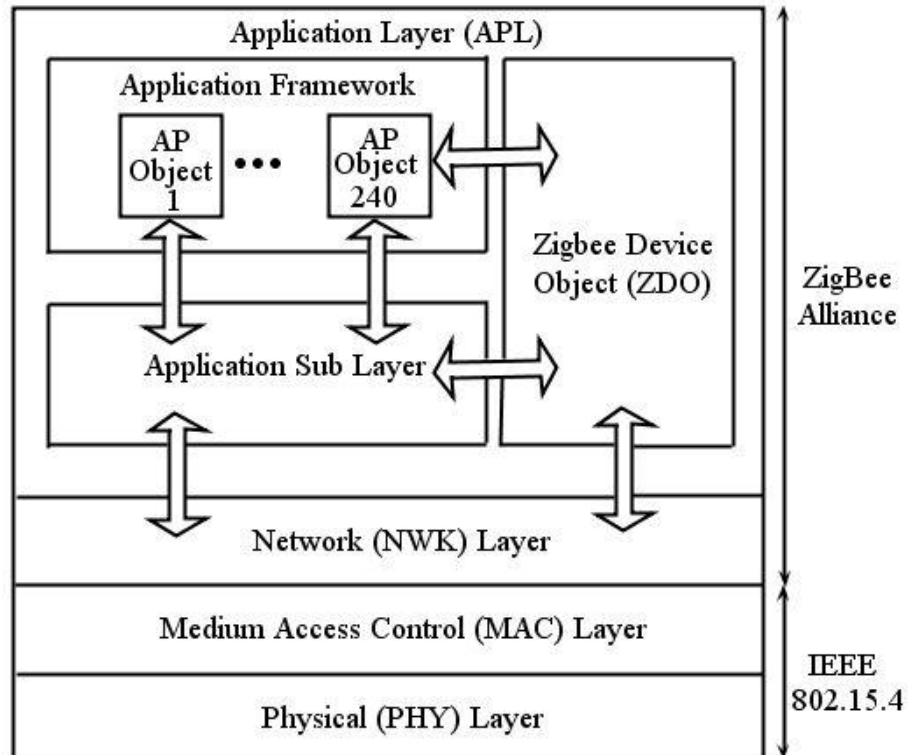 Application Layer (APL)
Application Framework
AP
Object
1
•••
AP
Object
240
Zigbee Device
Object (ZDO)
Application Sub Layer
Network (NWK) Layer
Medium Access Control (MAC) Layer
Physical (PHY) Layer
ZigBee
Alliance
IEEE
802.15.4